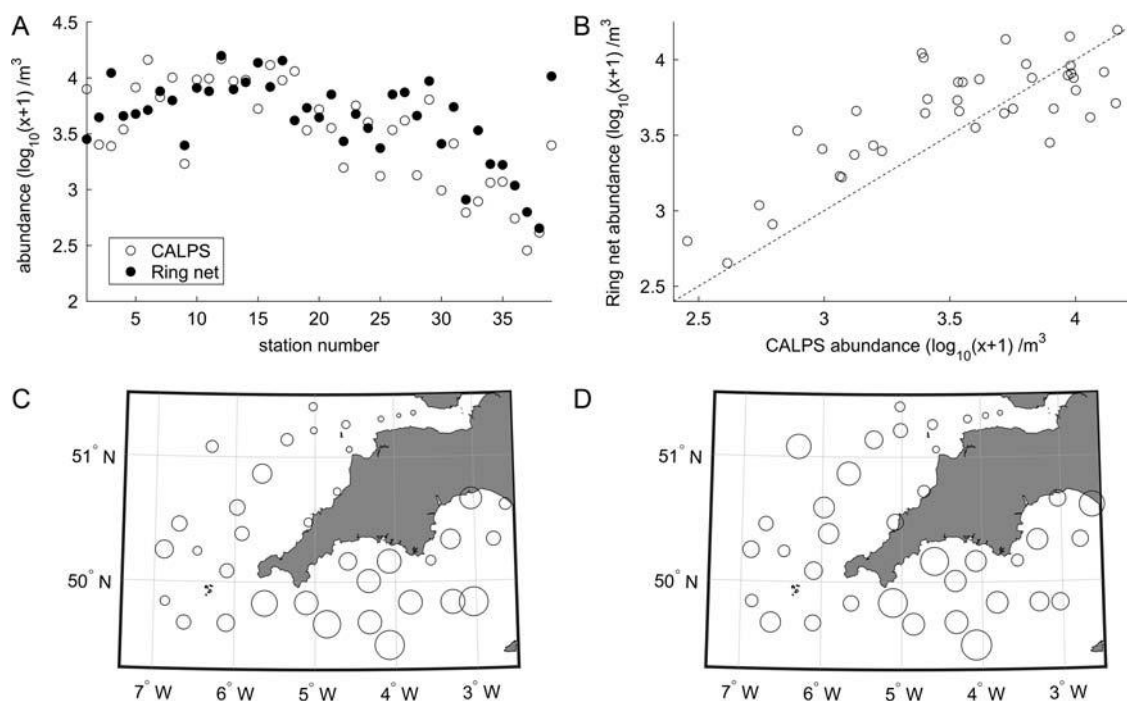 A
abundance (log10(x+1) /m3
4.5
4
3.5
3
2.5
2
CALPS
Ring net
5 10 15 20 25 30 35
station number
B
Ring net abundance (log10(x+1) /m3
4
3.5
3
2.5
2.5 3 3.5 4
CALPS abundance (log10(x+1) /m3
C
51° N
50° N
7° W 6° W 5° W 4° W 3° W
D
51° N
50° N
7° W 6° W 5° W 4° W 3° W